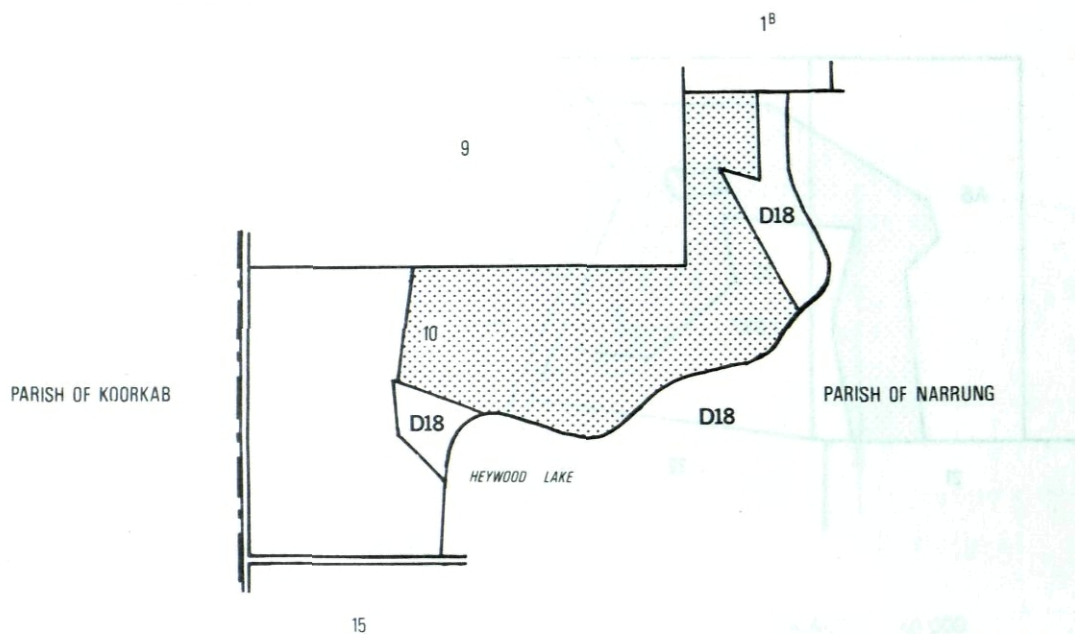 1ᴮ
9
D18
10
PARISH OF KOORKAB
PARISH OF NARRUNG
D18
D18
HEYWOOD LAKE
15